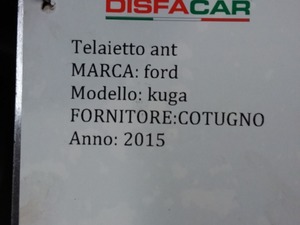 DISFACAR
Telaietto ant
MARCA: ford
Modello: kuga
FORNITORE:COTUGNO
Anno: 2015